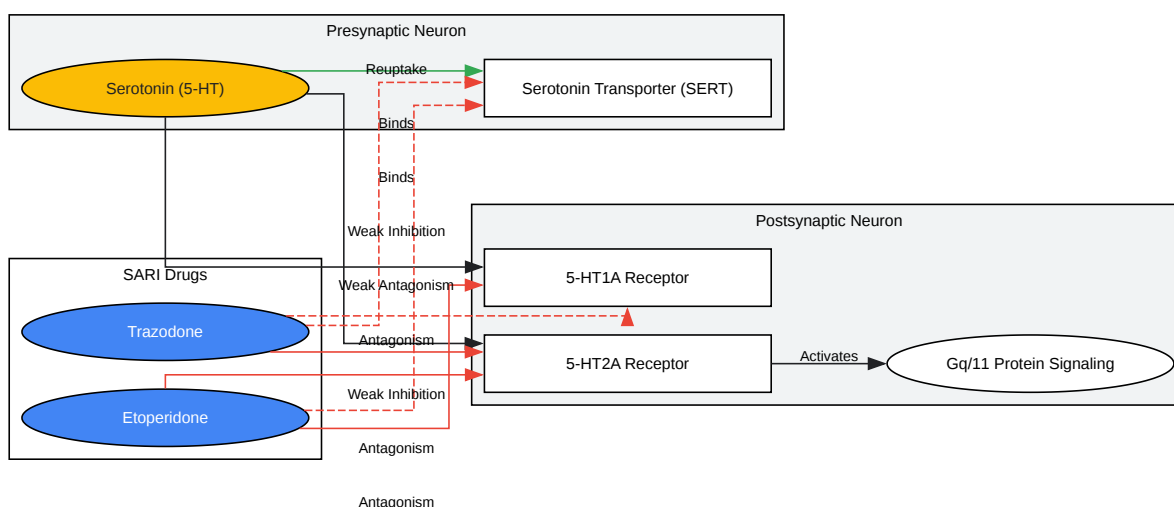 Presynaptic Neuron
Serotonin (5-HT)
Reuptake
Serotonin Transporter (SERT)
Binds
Binds
Postsynaptic Neuron
Weak Inhibition
SARI Drugs
5-HT1A Receptor
Weak Antagonism
Trazodone
Antagonism
5-HT2A Receptor
Activates
Gq/11 Protein Signaling
Weak Inhibition
Etoperidone
Antagonism
Antagonism